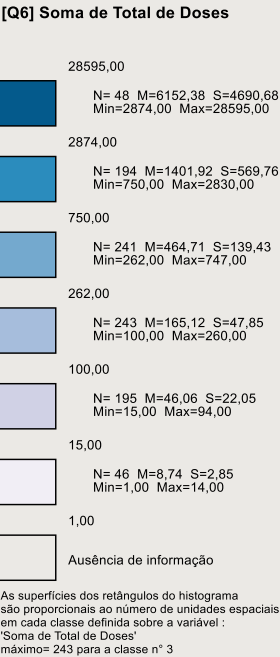 [Q6] Soma de Total de Doses
28595,00
N= 48 M=6152,38 S=4690,68
Min=2874,00 Max=28595,00
2874,00
N= 194 M=1401,92 S=569,76
Min=750,00 Max=2830,00
750,00
N= 241 M=464,71 S=139,43
Min=262,00 Max=747,00
262,00
N= 243 M=165,12 S=47,85
Min=100,00 Max=260,00
100,00
N= 195 M=46,06 S=22,05
Min=15,00 Max=94,00
15,00
N= 46 M=8,74 S=2,85
Min=1,00 Max=14,00
1,00
Ausência de informação
As superfícies dos retângulos do histograma
são proporcionais ao número de unidades espaciais
em cada classe definida sobre a variável :
'Soma de Total de Doses'
máximo= 243 para a classe n° 3